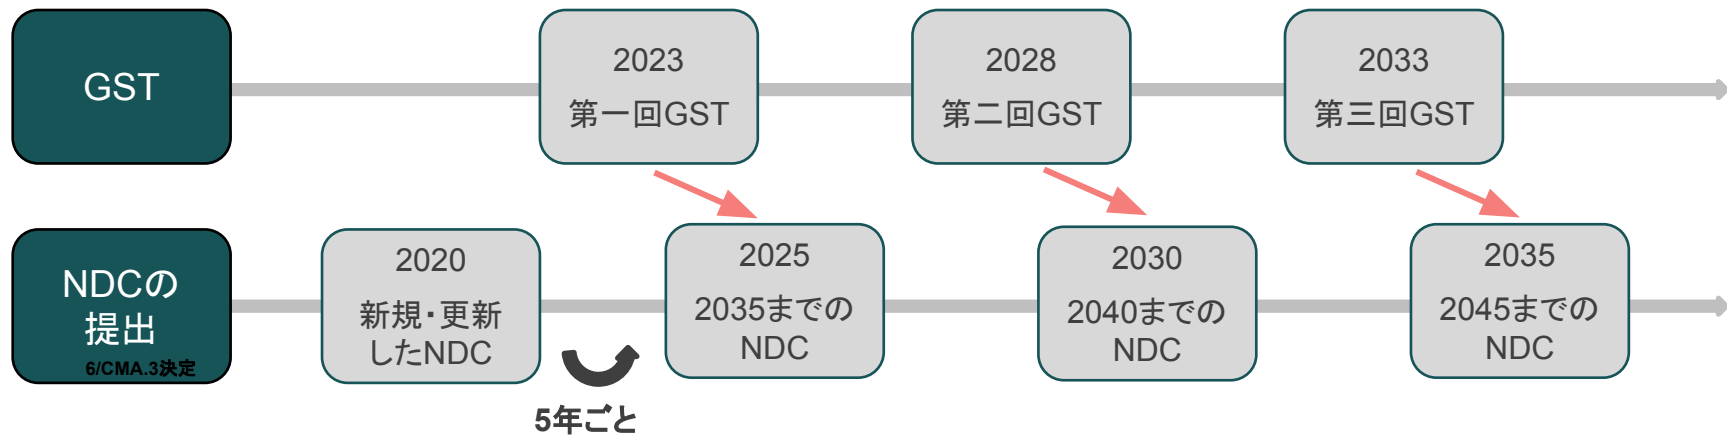 GST
2023
第一回GST
2028
第二回GST
2033
第三回GST
NDCの
提出
6/CMA.3決定
2020
新規・更新
したNDC
2025
2035までの
NDC
2030
2040までの
NDC
2035
2045までの
NDC
5年ごと